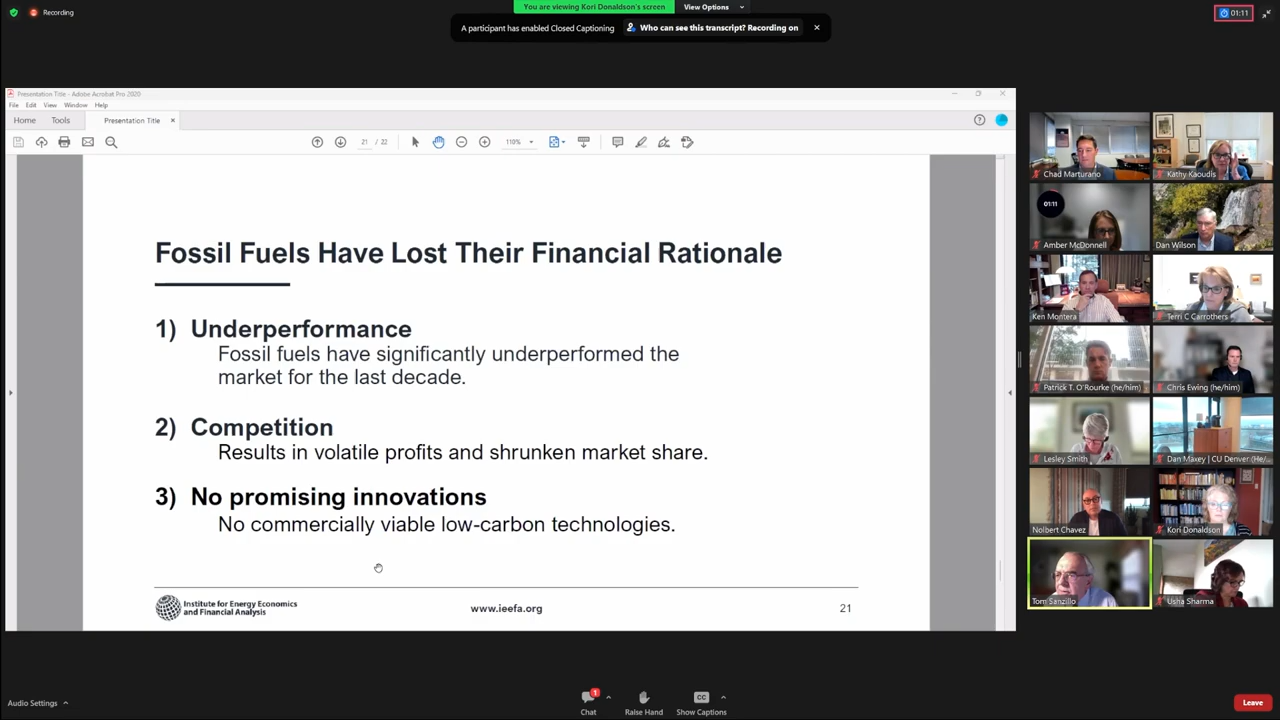 Recording
You are viewing Kori Donaldson's screen
View Options
01:11
A participant has enabled Closed Captioning
Who can see this transcript? Recording on
Presentation Title - Adobe Acrobat Pro 2020
File Edit View Window Help
Home Tools Presentation Title
21 / 22
110%
Fossil Fuels Have Lost Their Financial Rationale
1) Underperformance
Fossil fuels have significantly underperformed the
market for the last decade.
2) Competition
Results in volatile profits and shrunken market share.
3) No promising innovations
No commercially viable low-carbon technologies.
Institute for Energy Economics
and Financial Analysis
www.ieefa.org
21
Chad Marturano
Kathy Kaoudis
01:11
Amber McDonnell
Dan Wilson
Ken Montera
Terri C Carrothers
Patrick T. O'Rourke (he/him)
Chris Ewing (he/him)
Lesley Smith
Dan Maxey | CU Denver (He/...
Nolbert Chavez
Kori Donaldson
Tom Sanzillo
Usha Sharma
Audio Settings
1
Chat
Raise Hand
CC
Show Captions
Leave